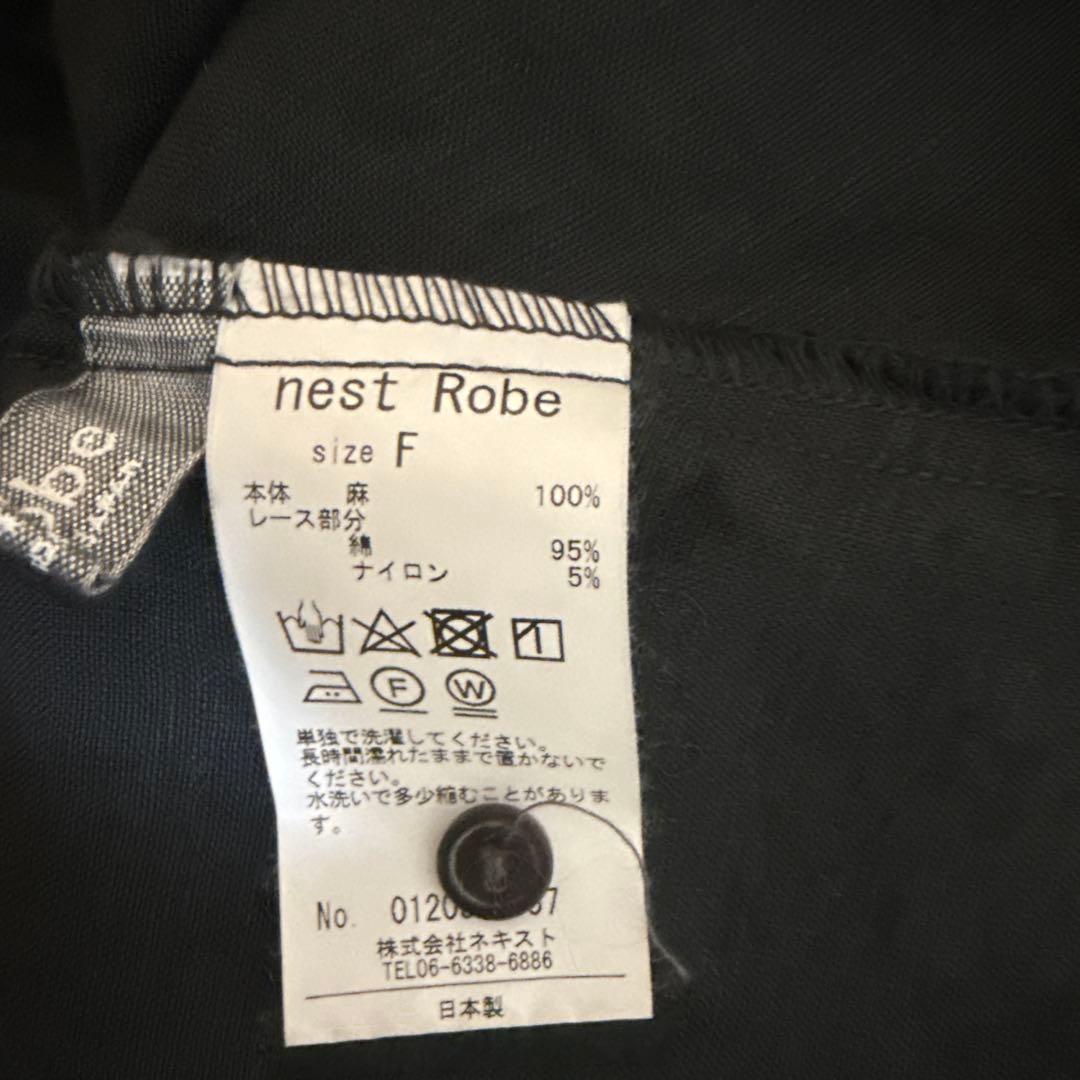 nest Robe
size F
本体 麻 100%
レース部分
綿 95%
ナイロン 5%
F W
単独で洗濯してください。
長時間濡れたままで置かないで
ください。
水洗いで多少縮むことがありま
す。
No. 0120
株式会社ネキスト
TEL06-6338-6886
日本製